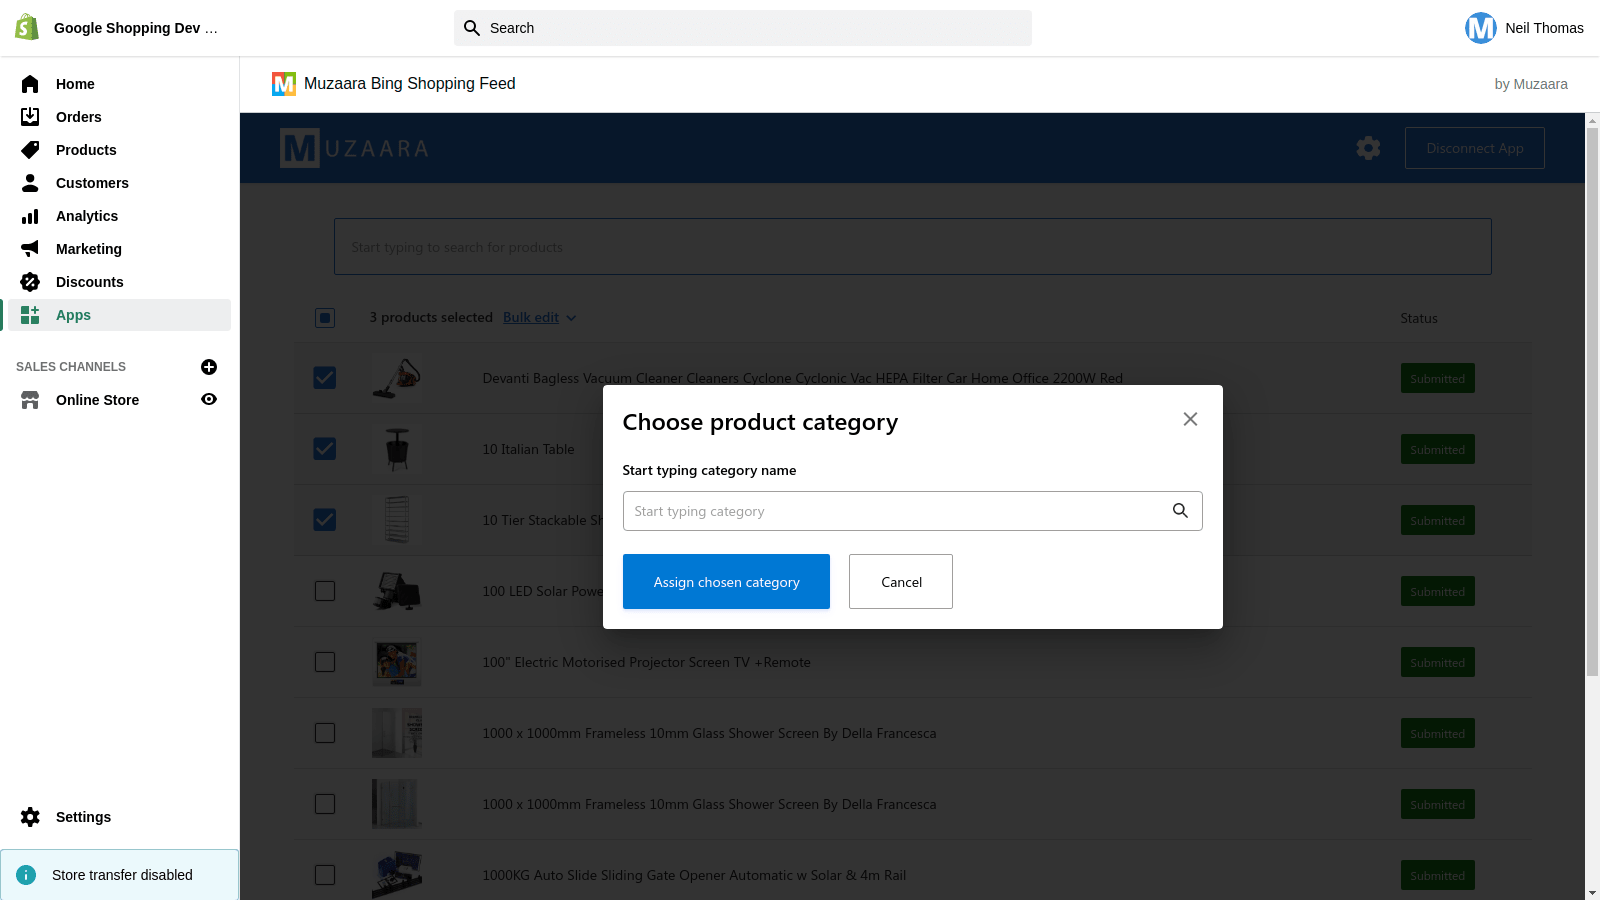 Google Shopping Dev ...
Search
Neil Thomas
Home
Orders
Products
Customers
Analytics
Marketing
Discounts
Apps
SALES CHANNELS
Online Store
Settings
Store transfer disabled
Muzaara Bing Shopping Feed
by Muzaara
MUZAARA
Disconnect App
Start typing to search for products
3 products selected Bulk edit
Status
Devanti Bagless Vacuum Cleaner Cleaners Cyclone Cyclonic Vac HEPA Filter Car Home Office 2200W Red
Submitted
10 Italian Table
Submitted
10 Tier Stackable Sh
Submitted
100 LED Solar Powe
Submitted
100" Electric Motorised Projector Screen TV +Remote
Submitted
1000 x 1000mm Frameless 10mm Glass Shower Screen By Della Francesca
Submitted
1000 x 1000mm Frameless 10mm Glass Shower Screen By Della Francesca
Submitted
1000KG Auto Slide Sliding Gate Opener Automatic w Solar & 4m Rail
Submitted
Choose product category
Start typing category name
Start typing category
Assign chosen category
Cancel